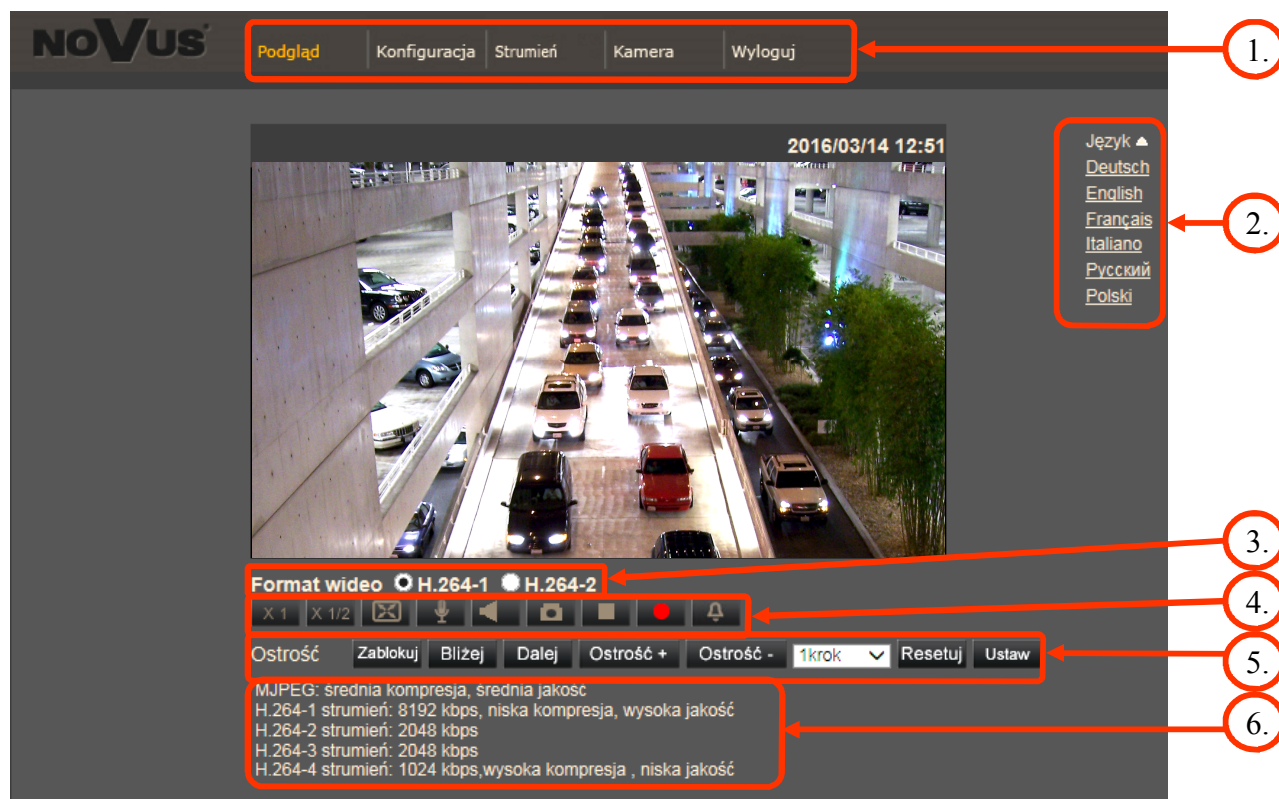 NOVUS
Podgląd Konfiguracja Strumień Kamera Wyloguj
1.
2016/03/14 12:51
Język
Deutsch
English
Français
Italiano
Русский
Polski
2.
3.
Format wideo H.264-1 H.264-2
X 1 X 1/2
4.
Ostrość Zablokuj Bliżej Dalej Ostrość + Ostrość - 1krok Resetuj Ustaw
5.
MJPEG: średnia kompresja, średnia jakość
H.264-1 strumień: 8192 kbps, niska kompresja, wysoka jakość
H.264-2 strumień: 2048 kbps
H.264-3 strumień: 2048 kbps
H.264-4 strumień: 1024 kbps,wysoka kompresja , niska jakość
6.